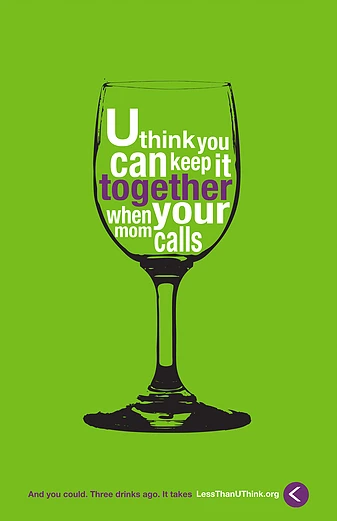 U think you
can keep it
together
when your
mom calls
And you could. Three drinks ago. It takes LessThanUThink.org